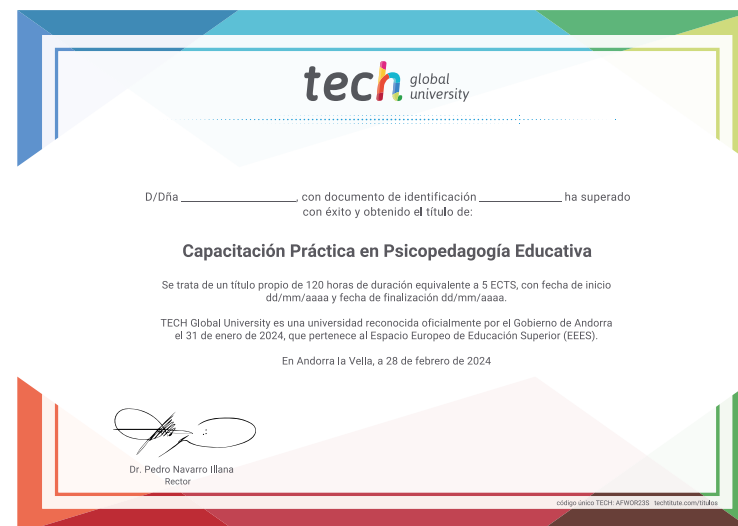 tech global university
D/Dña ________________, con documento de identificación ____________ ha superado
con éxito y obtenido el título de:
Capacitación Práctica en Psicopedagogía Educativa
Se trata de un título propio de 120 horas de duración equivalente a 5 ECTS, con fecha de inicio
dd/mm/aaaa y fecha de finalización dd/mm/aaaa.
TECH Global University es una universidad reconocida oficialmente por el Gobierno de Andorra
el 31 de enero de 2024, que pertenece al Espacio Europeo de Educación Superior (EEES).
En Andorra la Vella, a 28 de febrero de 2024
Dr. Pedro Navarro Illana
Rector
código único TECH: AFWOR23S techtitute.com/titulos